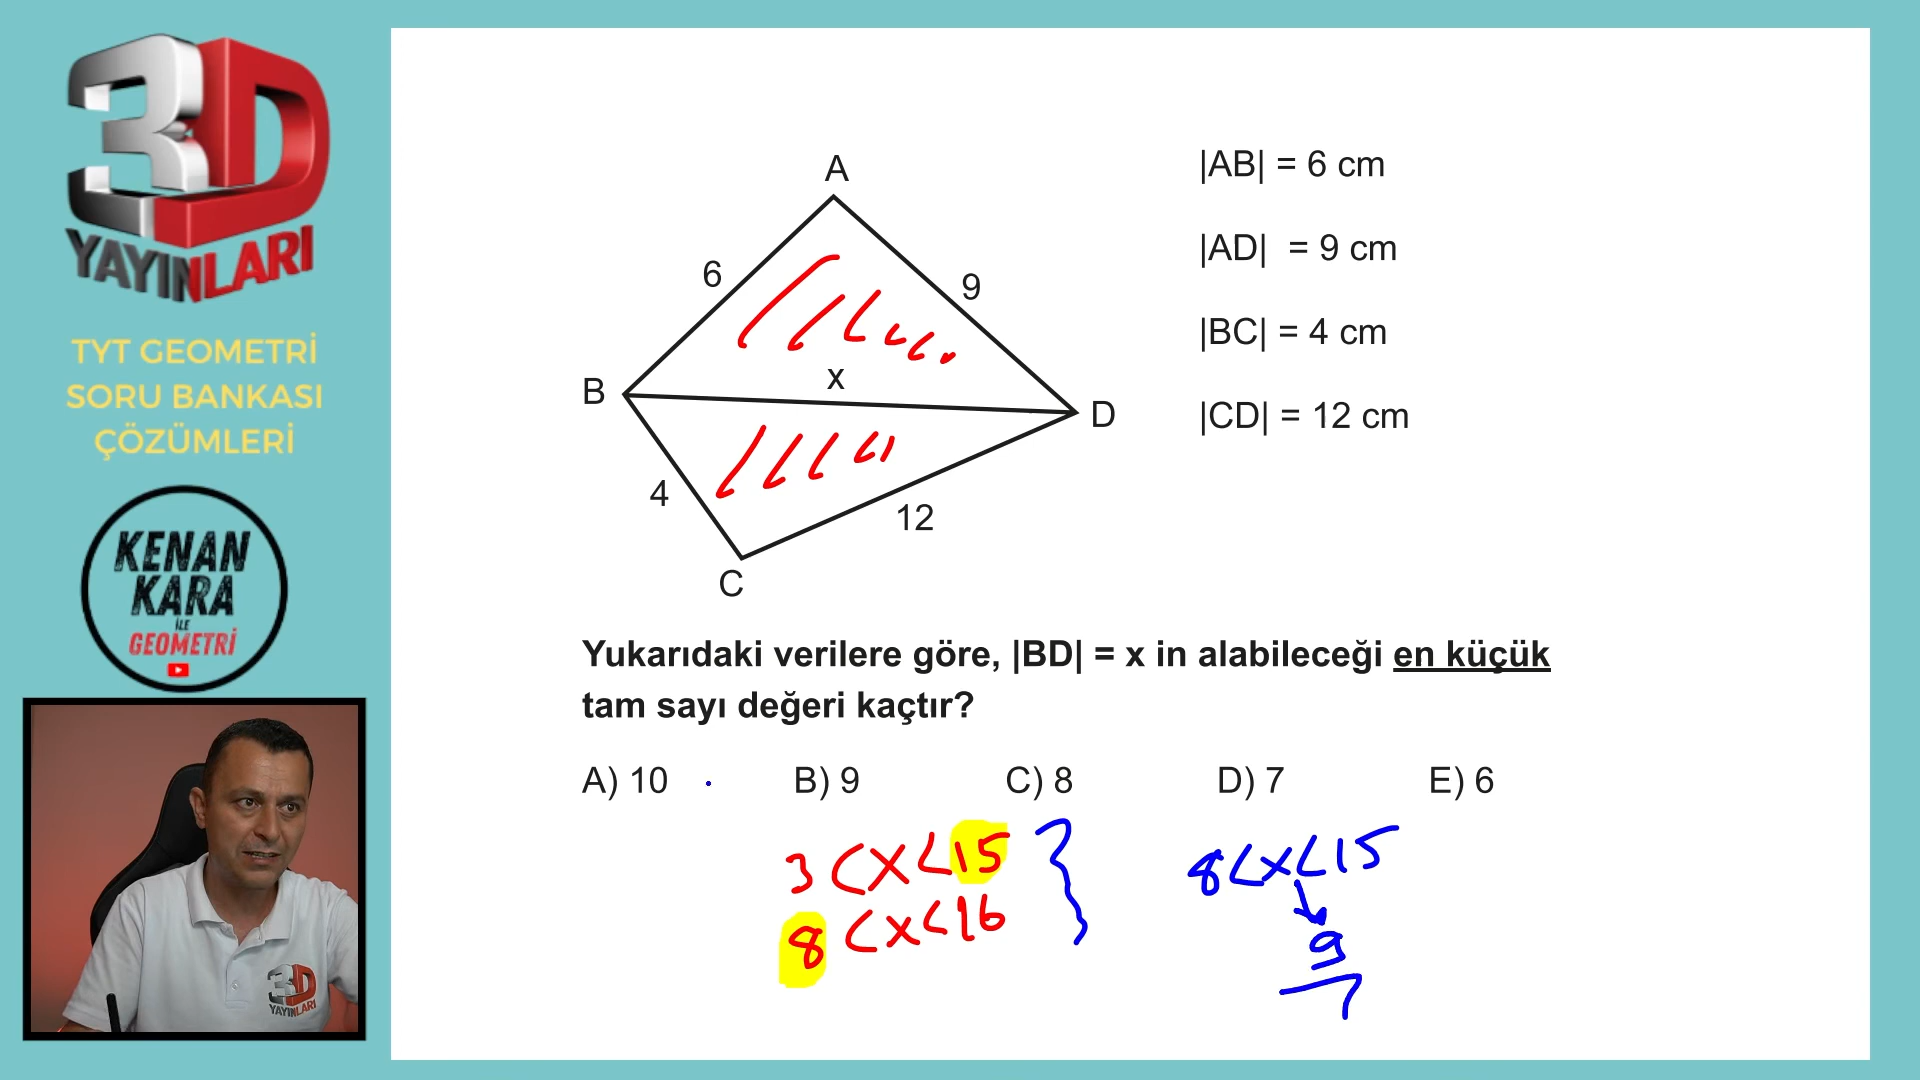 3D
YAYINLARI
TYT GEOMETRİ
SORU BANKASI
ÇÖZÜMLERİ
KENAN
KARA
İLE
GEOMETRİ
3D
YAYINLARI
A
6
9
x
B
D
4
12
C
|AB| = 6 cm
|AD| = 9 cm
|BC| = 4 cm
|CD| = 12 cm
Yukarıdaki verilere göre, |BD| = x in alabileceği en küçük
tam sayı değeri kaçtır?
A) 10 B) 9 C) 8 D) 7 E) 6
3 < x < 15
8 < x < 16
8 < x < 15
9